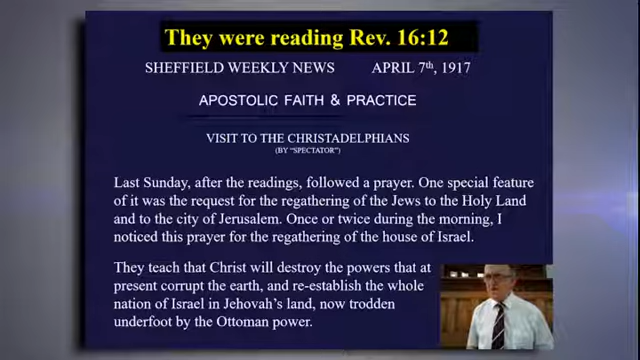 They were reading Rev. 16:12
SHEFFIELD WEEKLY NEWS APRIL 7th, 1917
APOSTOLIC FAITH & PRACTICE
VISIT TO THE CHRISTADELPHIANS
(BY "SPECTATOR")
Last Sunday, after the readings, followed a prayer. One special feature
of it was the request for the regathering of the Jews to the Holy Land
and to the city of Jerusalem. Once or twice during the morning, I
noticed this prayer for the regathering of the house of Israel.
They teach that Christ will destroy the powers that at
present corrupt the earth, and re-establish the whole
nation of Israel in Jehovah's land, now trodden
underfoot by the Ottoman power.